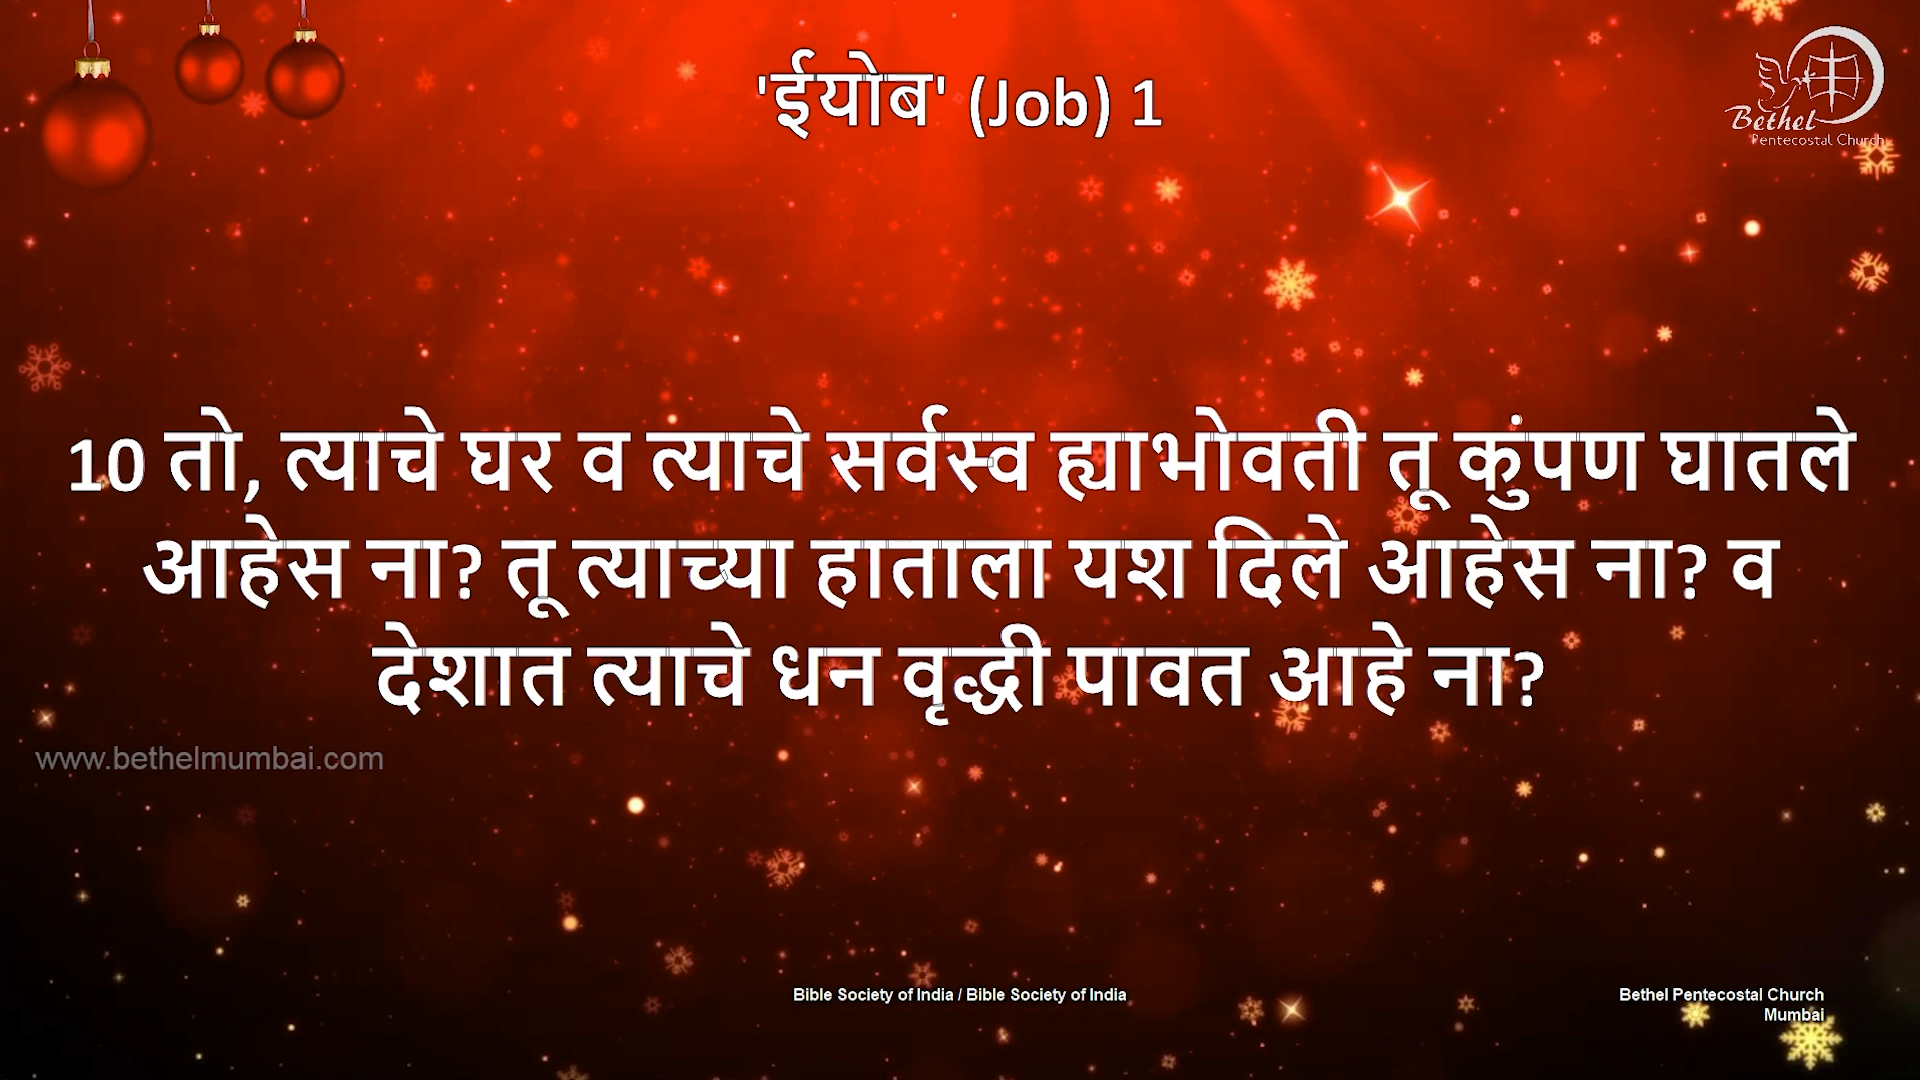 'ईयोब' (Job) 1
Bethel
Pentecostal Church
10 तो, त्याचे घर व त्याचे सर्वस्व ह्याभोवती तू कुंपण घातले
आहेस ना? तू त्याच्या हाताला यश दिले आहेस ना? व
देशात त्याचे धन वृद्धी पावत आहे ना?
www.bethelmumbai.com
Bible Society of India / Bible Society of India
Bethel Pentecostal Church
Mumbai